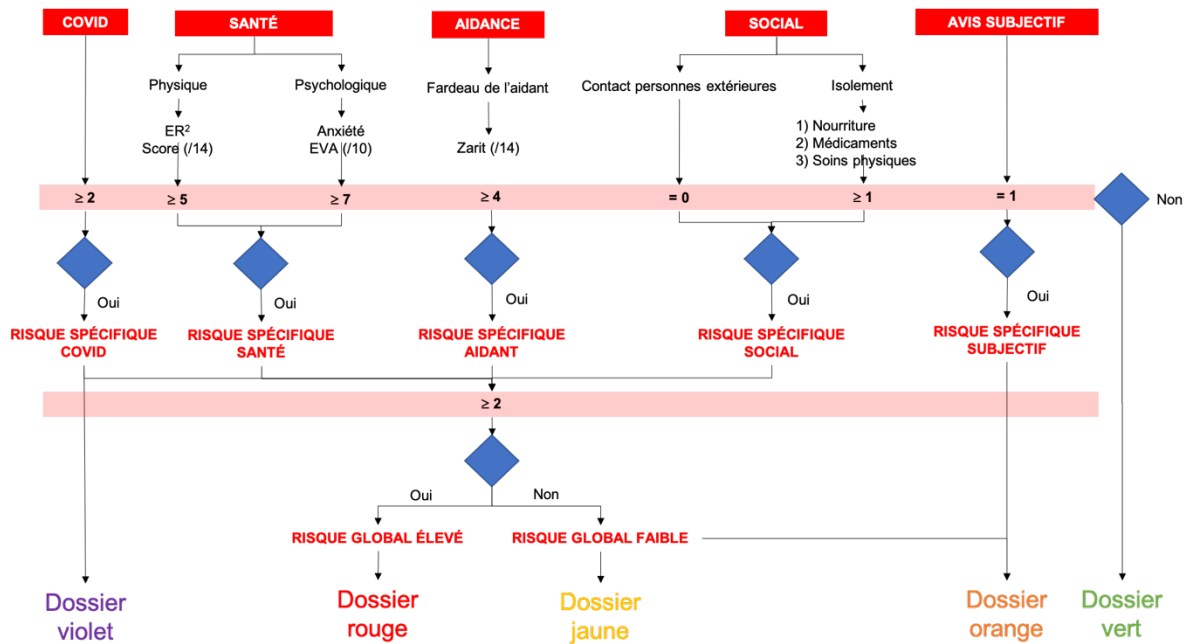 COVID
SANTÉ
AIDANCE
SOCIAL
AVIS SUBJECTIF
Physique
Psychologique
Fardeau de l’aidant
Contact personnes extérieures
Isolement
ER²
Score (/14)
Anxiété
EVA (/10)
Zarit (/14)
1) Nourriture
2) Médicaments
3) Soins physiques
≥ 2
≥ 5
≥ 7
≥ 4
= 0
≥ 1
= 1
Non
Oui
Oui
Oui
Oui
Oui
RISQUE SPÉCIFIQUE
COVID
RISQUE SPÉCIFIQUE
SANTÉ
RISQUE SPÉCIFIQUE
AIDANT
RISQUE SPÉCIFIQUE
SOCIAL
RISQUE SPÉCIFIQUE
SUBJECTIF
≥ 2
Oui
Non
RISQUE GLOBAL ÉLEVÉ
RISQUE GLOBAL FAIBLE
Dossier
violet
Dossier
rouge
Dossier
jaune
Dossier
orange
Dossier
vert